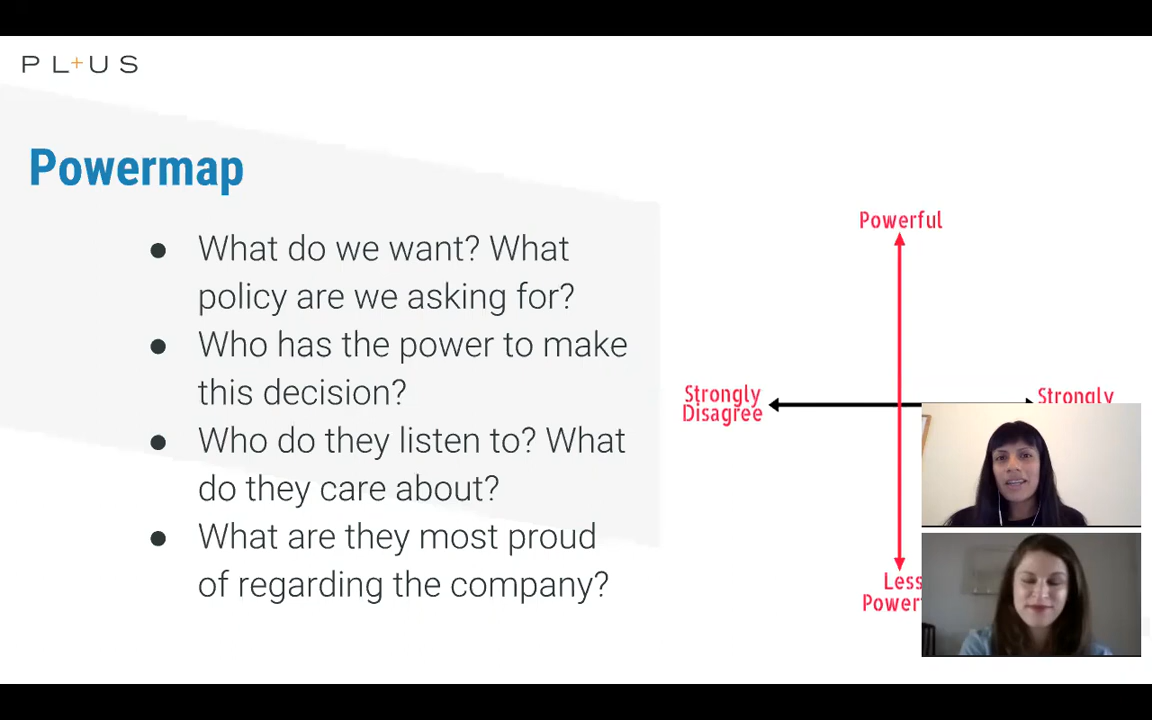 PL+US
Powermap
What do we want? What
policy are we asking for?
Who has the power to make
this decision?
Who do they listen to? What
do they care about?
What are they most proud
of regarding the company?
Powerful
Strongly
Disagree
Strongly
Less